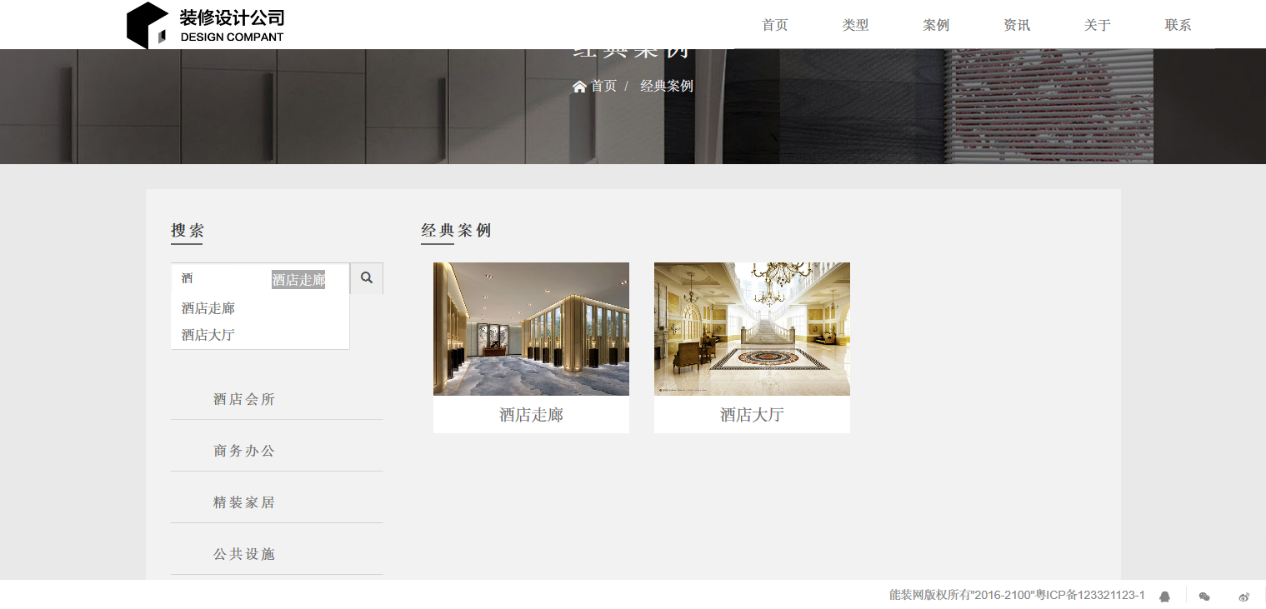 装修设计公司
DESIGN COMPANT
首页 类型 案例 资讯 关于 联系
经典案例
首页 / 经典案例
搜索
酒 酒店走廊
酒店走廊
酒店大厅
酒店会所
商务办公
精装家居
公共设施
经典案例
酒店走廊
酒店大厅
能装网版权所有"2016-2100"粤ICP备123321123-1